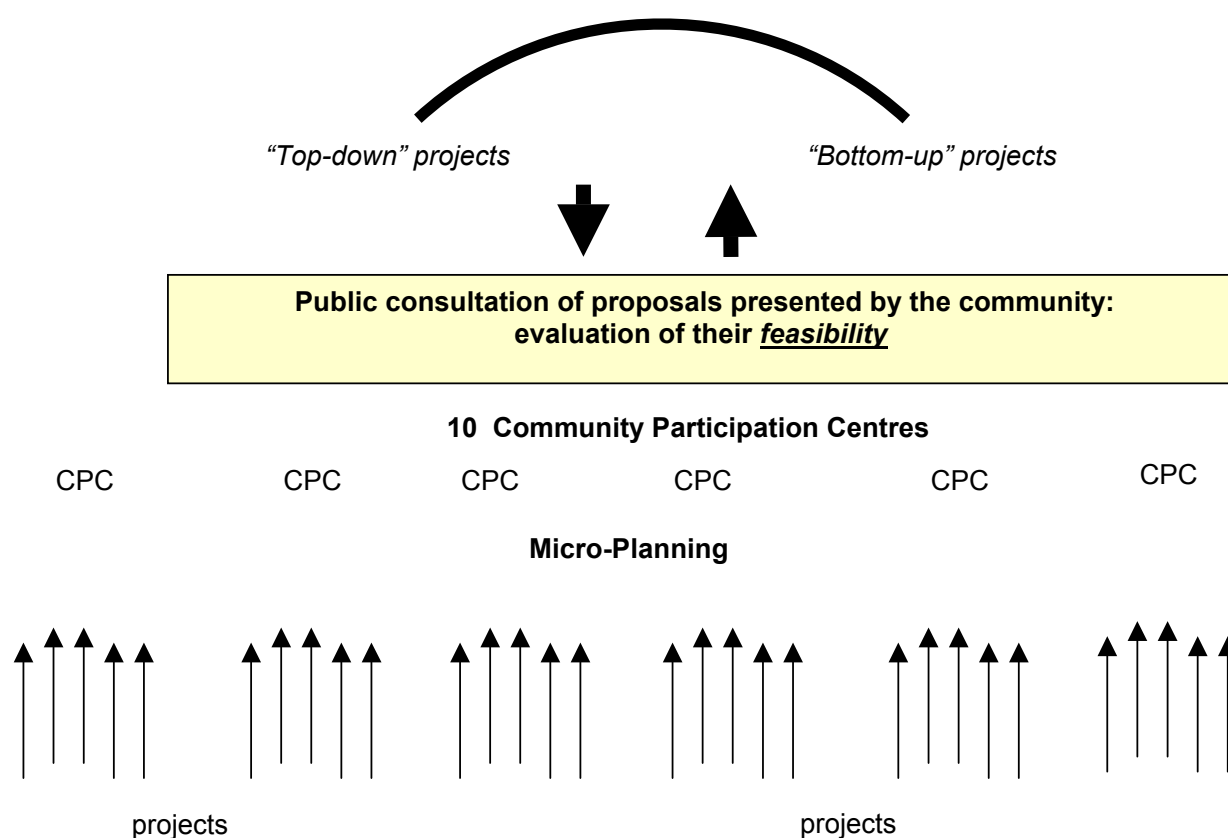 “Top-down” projects “Bottom-up” projects
Public consultation of proposals presented by the community:
evaluation of their feasibility
10 Community Participation Centres
CPC CPC CPC CPC CPC CPC
Micro-Planning
projects projects